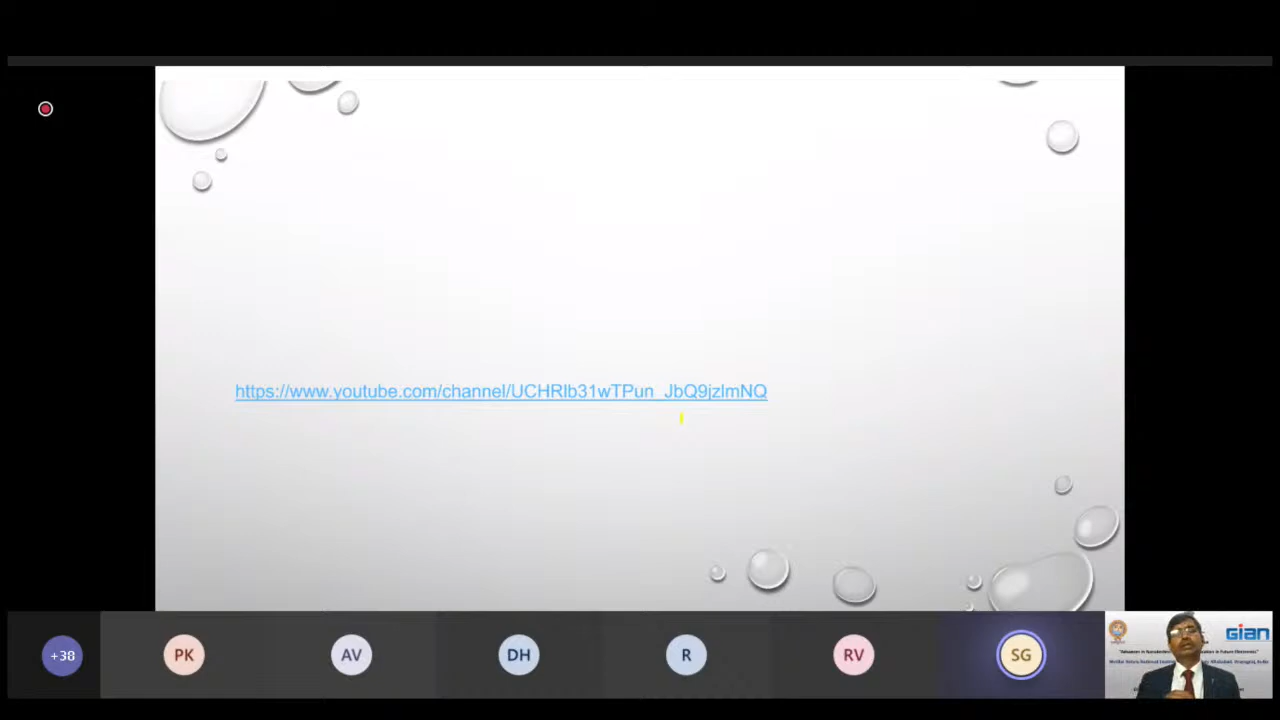 https://www.youtube.com/channel/UCHRlb31wTPun_JbQ9jzlmNQ
+38
PK
AV
DH
R
RV
SG
GIAN